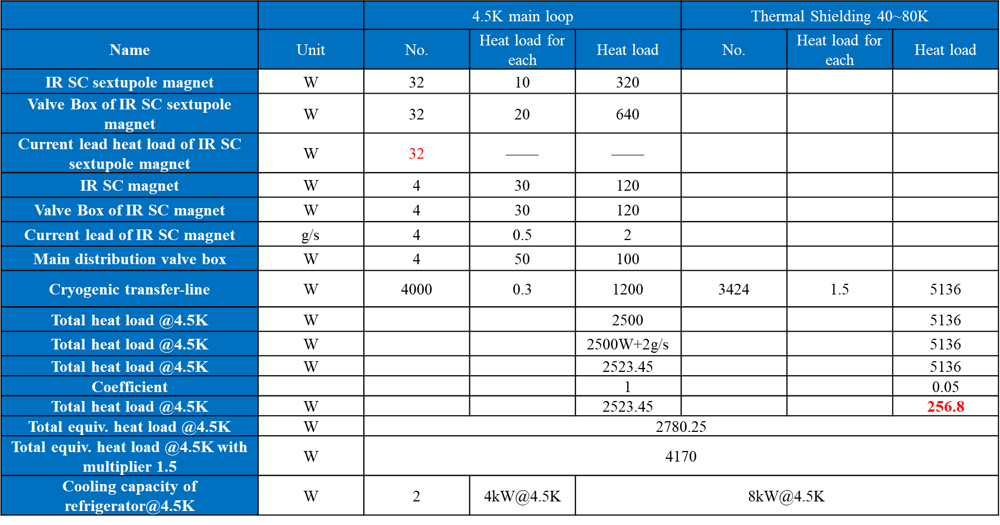 4.5K main loop Thermal Shielding 40~80K
Name Unit No. Heat load for each Heat load No. Heat load for each Heat load
IR SC sextupole magnet W 32 10 320
Valve Box of IR SC sextupole magnet W 32 20 640
Current lead heat load of IR SC sextupole magnet W 32 —— ——
IR SC magnet W 4 30 120
Valve Box of IR SC magnet W 4 30 120
Current lead of IR SC magnet g/s 4 0.5 2
Main distribution valve box W 4 50 100
Cryogenic transfer-line W 4000 0.3 1200 3424 1.5 5136
Total heat load @4.5K W 2500 5136
Total heat load @4.5K W 2500W+2g/s 5136
Total heat load @4.5K W 2523.45 5136
Coefficient 1 0.05
Total heat load @4.5K W 2523.45 256.8
Total equiv. heat load @4.5K W 2780.25
Total equiv. heat load @4.5K with multiplier 1.5 W 4170
Cooling capacity of refrigerator@4.5K W 2 4kW@4.5K 8kW@4.5K